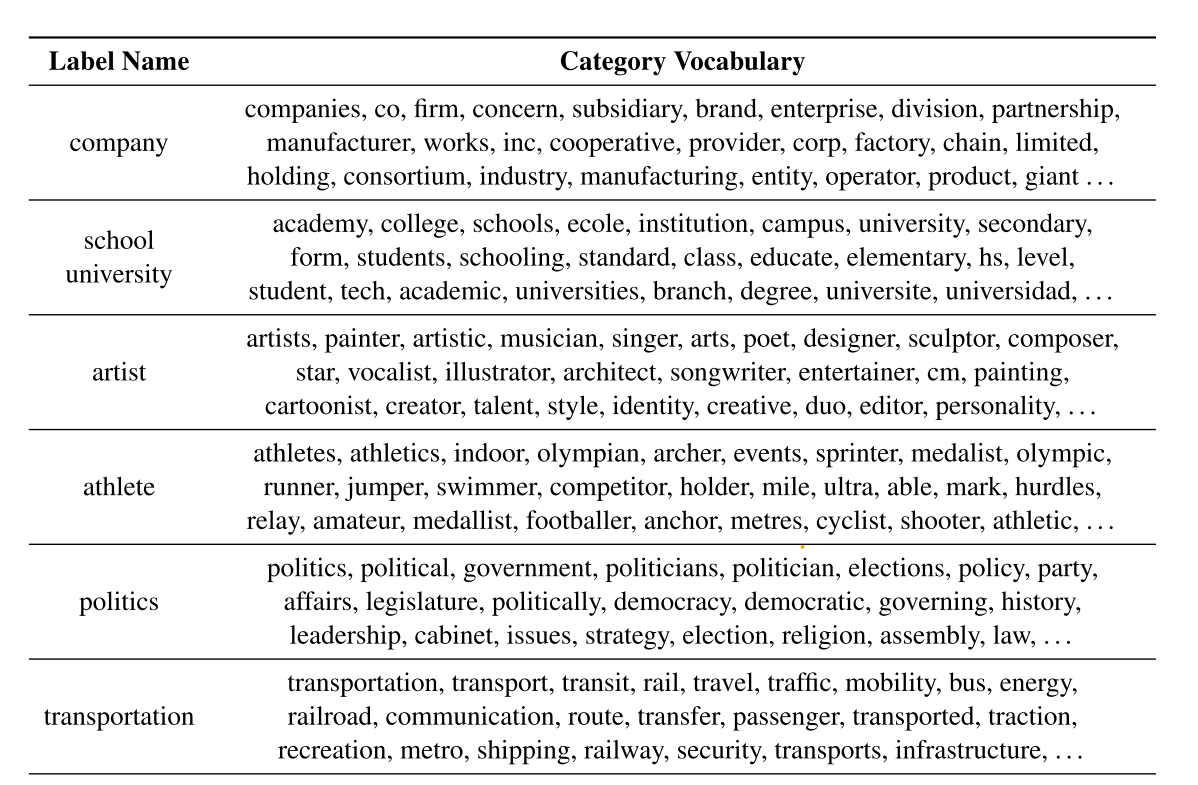 Label Name Category Vocabulary
companies, co, firm, concern, subsidiary, brand, enterprise, division, partnership,
company manufacturer, works, inc, cooperative, provider, corp, factory, chain, limited,
holding, consortium, industry, manufacturing, entity, operator, product, giant ...
academy, college, schools, ecole, institution, campus, university, secondary,
school
form, students, schooling, standard, class, educate, elementary, hs, level,
university
student, tech, academic, universities, branch, degree, universite, universidad, ...
artists, painter, artistic, musician, singer, arts, poet, designer, sculptor, composer,
artist star, vocalist, illustrator, architect, songwriter, entertainer, cm, painting,
cartoonist, creator, talent, style, identity, creative, duo, editor, personality, ...
athletes, athletics, indoor, olympian, archer, events, sprinter, medalist, olympic,
athlete runner, jumper, swimmer, competitor, holder, mile, ultra, able, mark, hurdles,
relay, amateur, medallist, footballer, anchor, metres, cyclist, shooter, athletic, ...
politics, political, government, politicians, politician, elections, policy, party,
politics affairs, legislature, politically, democracy, democratic, governing, history,
leadership, cabinet, issues, strategy, election, religion, assembly, law, ...
transportation, transport, transit, rail, travel, traffic, mobility, bus, energy,
transportation railroad, communication, route, transfer, passenger, transported, traction,
recreation, metro, shipping, railway, security, transports, infrastructure, ...